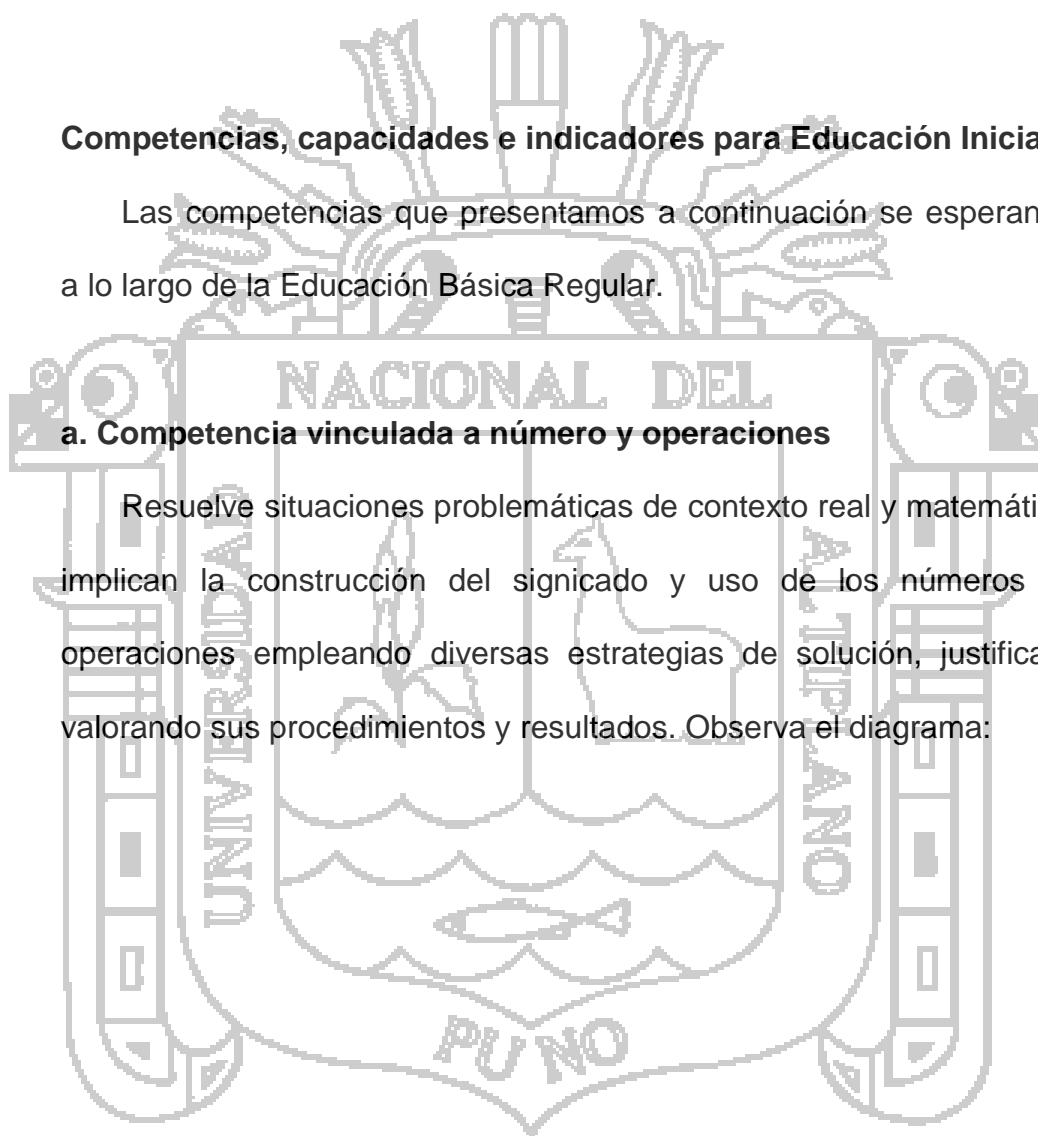 Competencias, capacidades e indicadores para Educación Inicia
Las competencias que presentamos a continuación se esperan
a lo largo de la Educación Básica Regular.
NACIONAL DEL
a. Competencia vinculada a número y operaciones
Resuelve situaciones problemáticas de contexto real y matemáti
implican la construcción del signicado y uso de los números
operaciones empleando diversas estrategias de solución, justifica
valorando sus procedimientos y resultados. Observa el diagrama:
UNIVERSIDAD
ALTIPLANO
PUNO